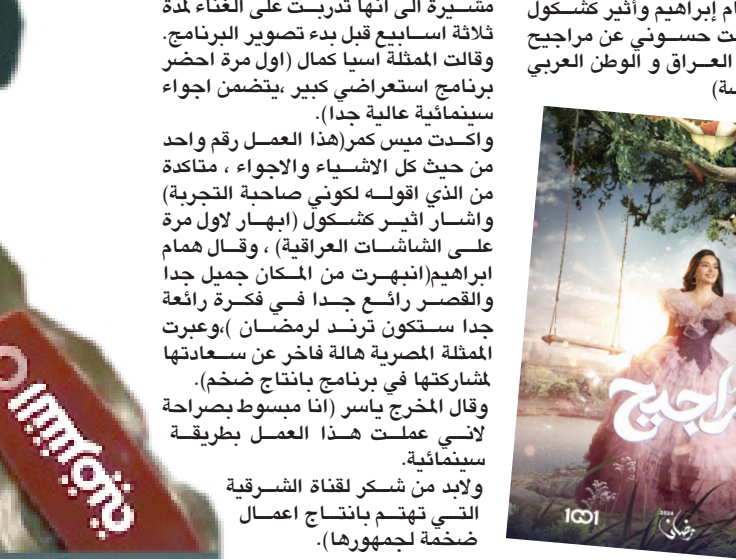 ام إبراهيم وأثير كشكول
ت حسوني عن مراجيح
العراق و الوطن العربي
سة)
مشيرة الى انها تدربت على الغناء لمدة
ثلاثة اسابيع قبل بدء تصوير البرنامج.
وقالت الممثلة اسيا كمال (اول مرة احضر
برنامج استعراضي كبير ،يتضمن اجواء
سينمائية عالية جدا).
واكدت ميس كمر(هذا العمل رقم واحد
من حيث كل الاشياء والاجواء ، متاكدة
من الذي اقوله لكوني صاحبة التجربة)
واشار اثير كشكول (ابهار لاول مرة
على الشاشات العراقية) ، وقال همام
ابراهيم(انبهرت من المكان جميل جدا
والقصر رائع جدا في فكرة رائعة
جدا ستكون ترند لرمضان )،وعبرت
الممثلة المصرية هالة فاخر عن سعادتها
لمشاركتها في برنامج بانتاج ضخم).
وقال المخرج ياسر (انا مبسوط بصراحة
لاني عملت هذا العمل بطريقة
سينمائية.
ولابد من شكر لقناة الشرقية
التي تهتم بانتاج اعمال
ضخمة لجمهورها).
راجيح
1001
رمضان 2024
الشرقية